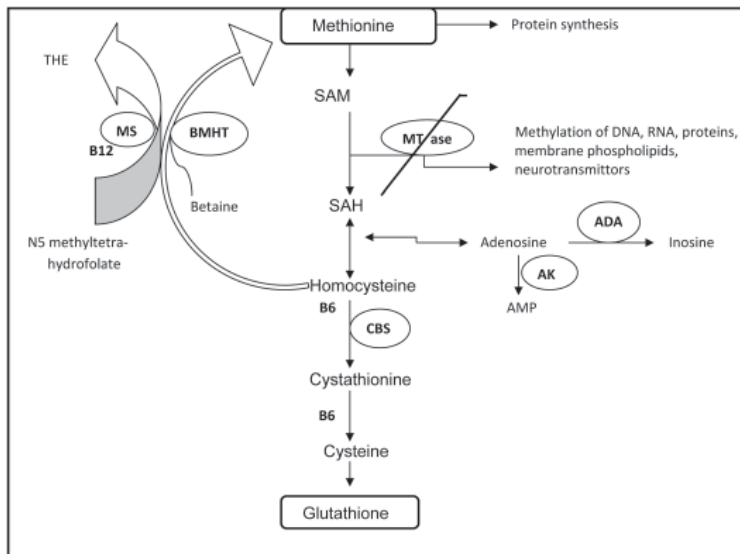 Methionine
Protein synthesis
THE
SAM
MS
B12
BMHT
MT ase
Methylation of DNA, RNA, proteins,
membrane phospholipids,
neurotransmittors
Betaine
SAH
N5 methyltetra-
hydrofolate
Adenosine
ADA
Inosine
AK
AMP
Homocysteine
B6
CBS
Cystathionine
B6
Cysteine
Glutathione